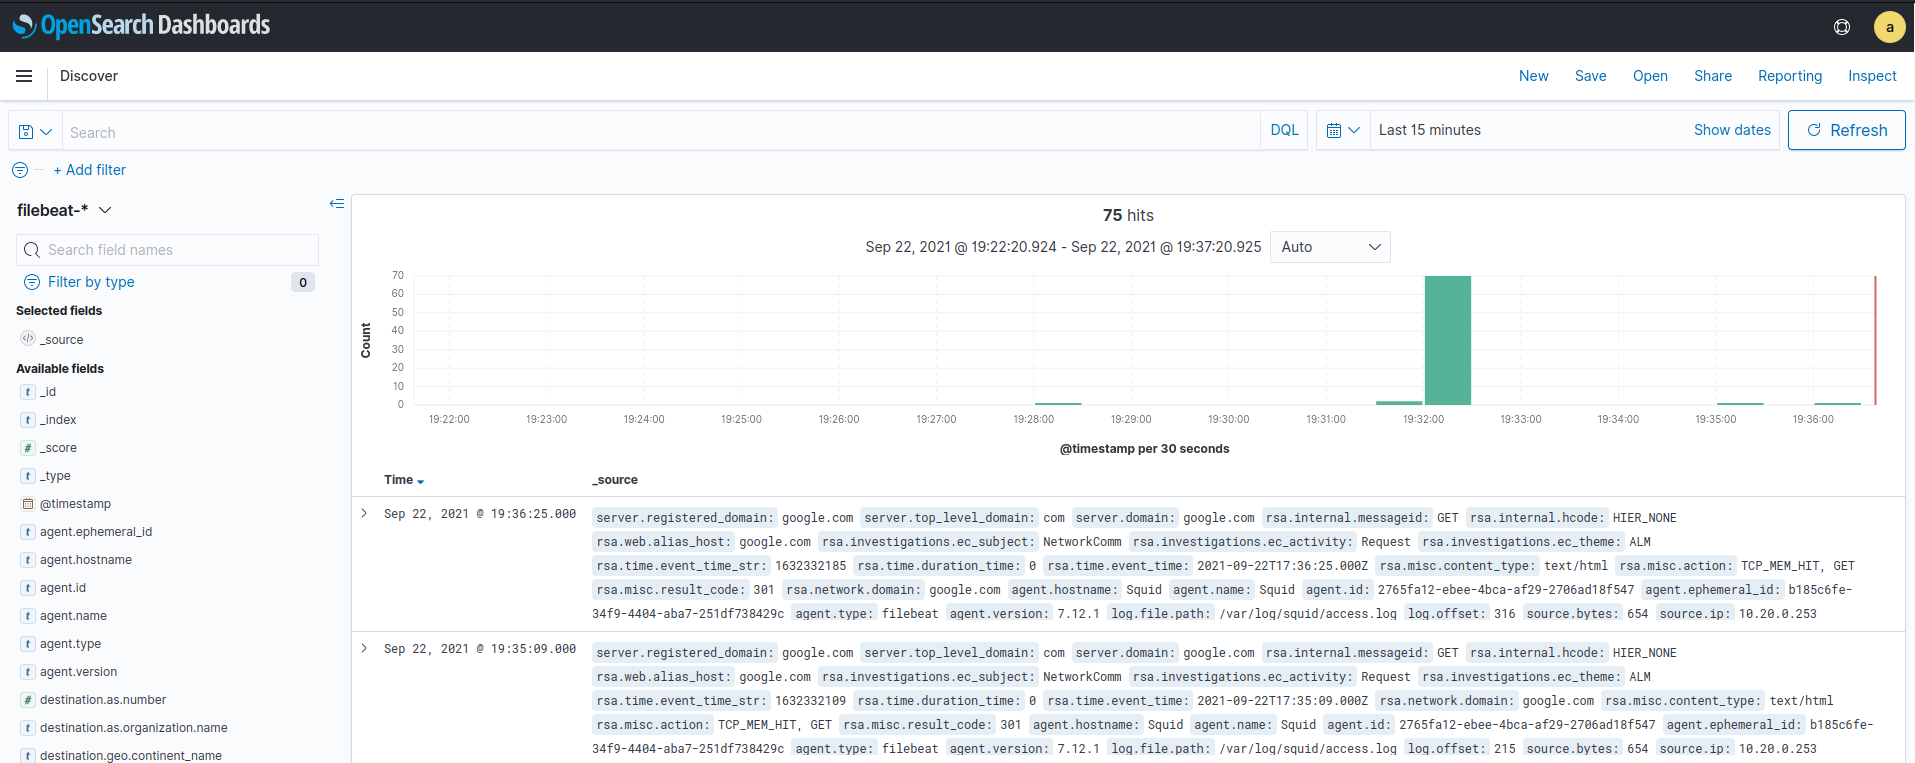 OpenSearch Dashboards
a
Discover
New Save Open Share Reporting Inspect
Search
DQL
Last 15 minutes
Show dates
Refresh
+ Add filter
filebeat-*
Search field names
Filter by type
0
Selected fields
_source
Available fields
t _id
t _index
# _score
t _type
@timestamp
t agent.ephemeral_id
t agent.hostname
t agent.id
t agent.name
t agent.type
t agent.version
# destination.as.number
t destination.as.organization.name
t destination.geo.continent_name
75 hits
Sep 22, 2021 @ 19:22:20.924 - Sep 22, 2021 @ 19:37:20.925
Auto
Count
70
60
50
40
30
20
10
0
19:22:00 19:23:00 19:24:00 19:25:00 19:26:00 19:27:00 19:28:00 19:29:00 19:30:00 19:31:00 19:32:00 19:33:00 19:34:00 19:35:00 19:36:00
@timestamp per 30 seconds
Time _source
Sep 22, 2021 @ 19:36:25.000
server.registered_domain: google.com server.top_level_domain: com server.domain: google.com rsa.internal.messageid: GET rsa.internal.hcode: HIER_NONE
rsa.web.alias_host: google.com rsa.investigations.ec_subject: NetworkComm rsa.investigations.ec_activity: Request rsa.investigations.ec_theme: ALM
rsa.time.event_time_str: 1632332185 rsa.time.duration_time: 0 rsa.time.event_time: 2021-09-22T17:36:25.000Z rsa.misc.content_type: text/html rsa.misc.action: TCP_MEM_HIT, GET
rsa.misc.result_code: 301 rsa.network.domain: google.com agent.hostname: Squid agent.name: Squid agent.id: 2765fa12-ebee-4bca-af29-2706ad18f547 agent.ephemeral_id: b185c6fe-
34f9-4404-aba7-251df738429c agent.type: filebeat agent.version: 7.12.1 log.file.path: /var/log/squid/access.log log.offset: 316 source.bytes: 654 source.ip: 10.20.0.253
Sep 22, 2021 @ 19:35:09.000
server.registered_domain: google.com server.top_level_domain: com server.domain: google.com rsa.internal.messageid: GET rsa.internal.hcode: HIER_NONE
rsa.web.alias_host: google.com rsa.investigations.ec_subject: NetworkComm rsa.investigations.ec_activity: Request rsa.investigations.ec_theme: ALM
rsa.time.event_time_str: 1632332109 rsa.time.duration_time: 0 rsa.time.event_time: 2021-09-22T17:35:09.000Z rsa.network.domain: google.com rsa.misc.content_type: text/html
rsa.misc.action: TCP_MEM_HIT, GET rsa.misc.result_code: 301 agent.hostname: Squid agent.name: Squid agent.id: 2765fa12-ebee-4bca-af29-2706ad18f547 agent.ephemeral_id: b185c6fe-
34f9-4404-aba7-251df738429c agent.type: filebeat agent.version: 7.12.1 log.file.path: /var/log/squid/access.log log.offset: 215 source.bytes: 654 source.ip: 10.20.0.253